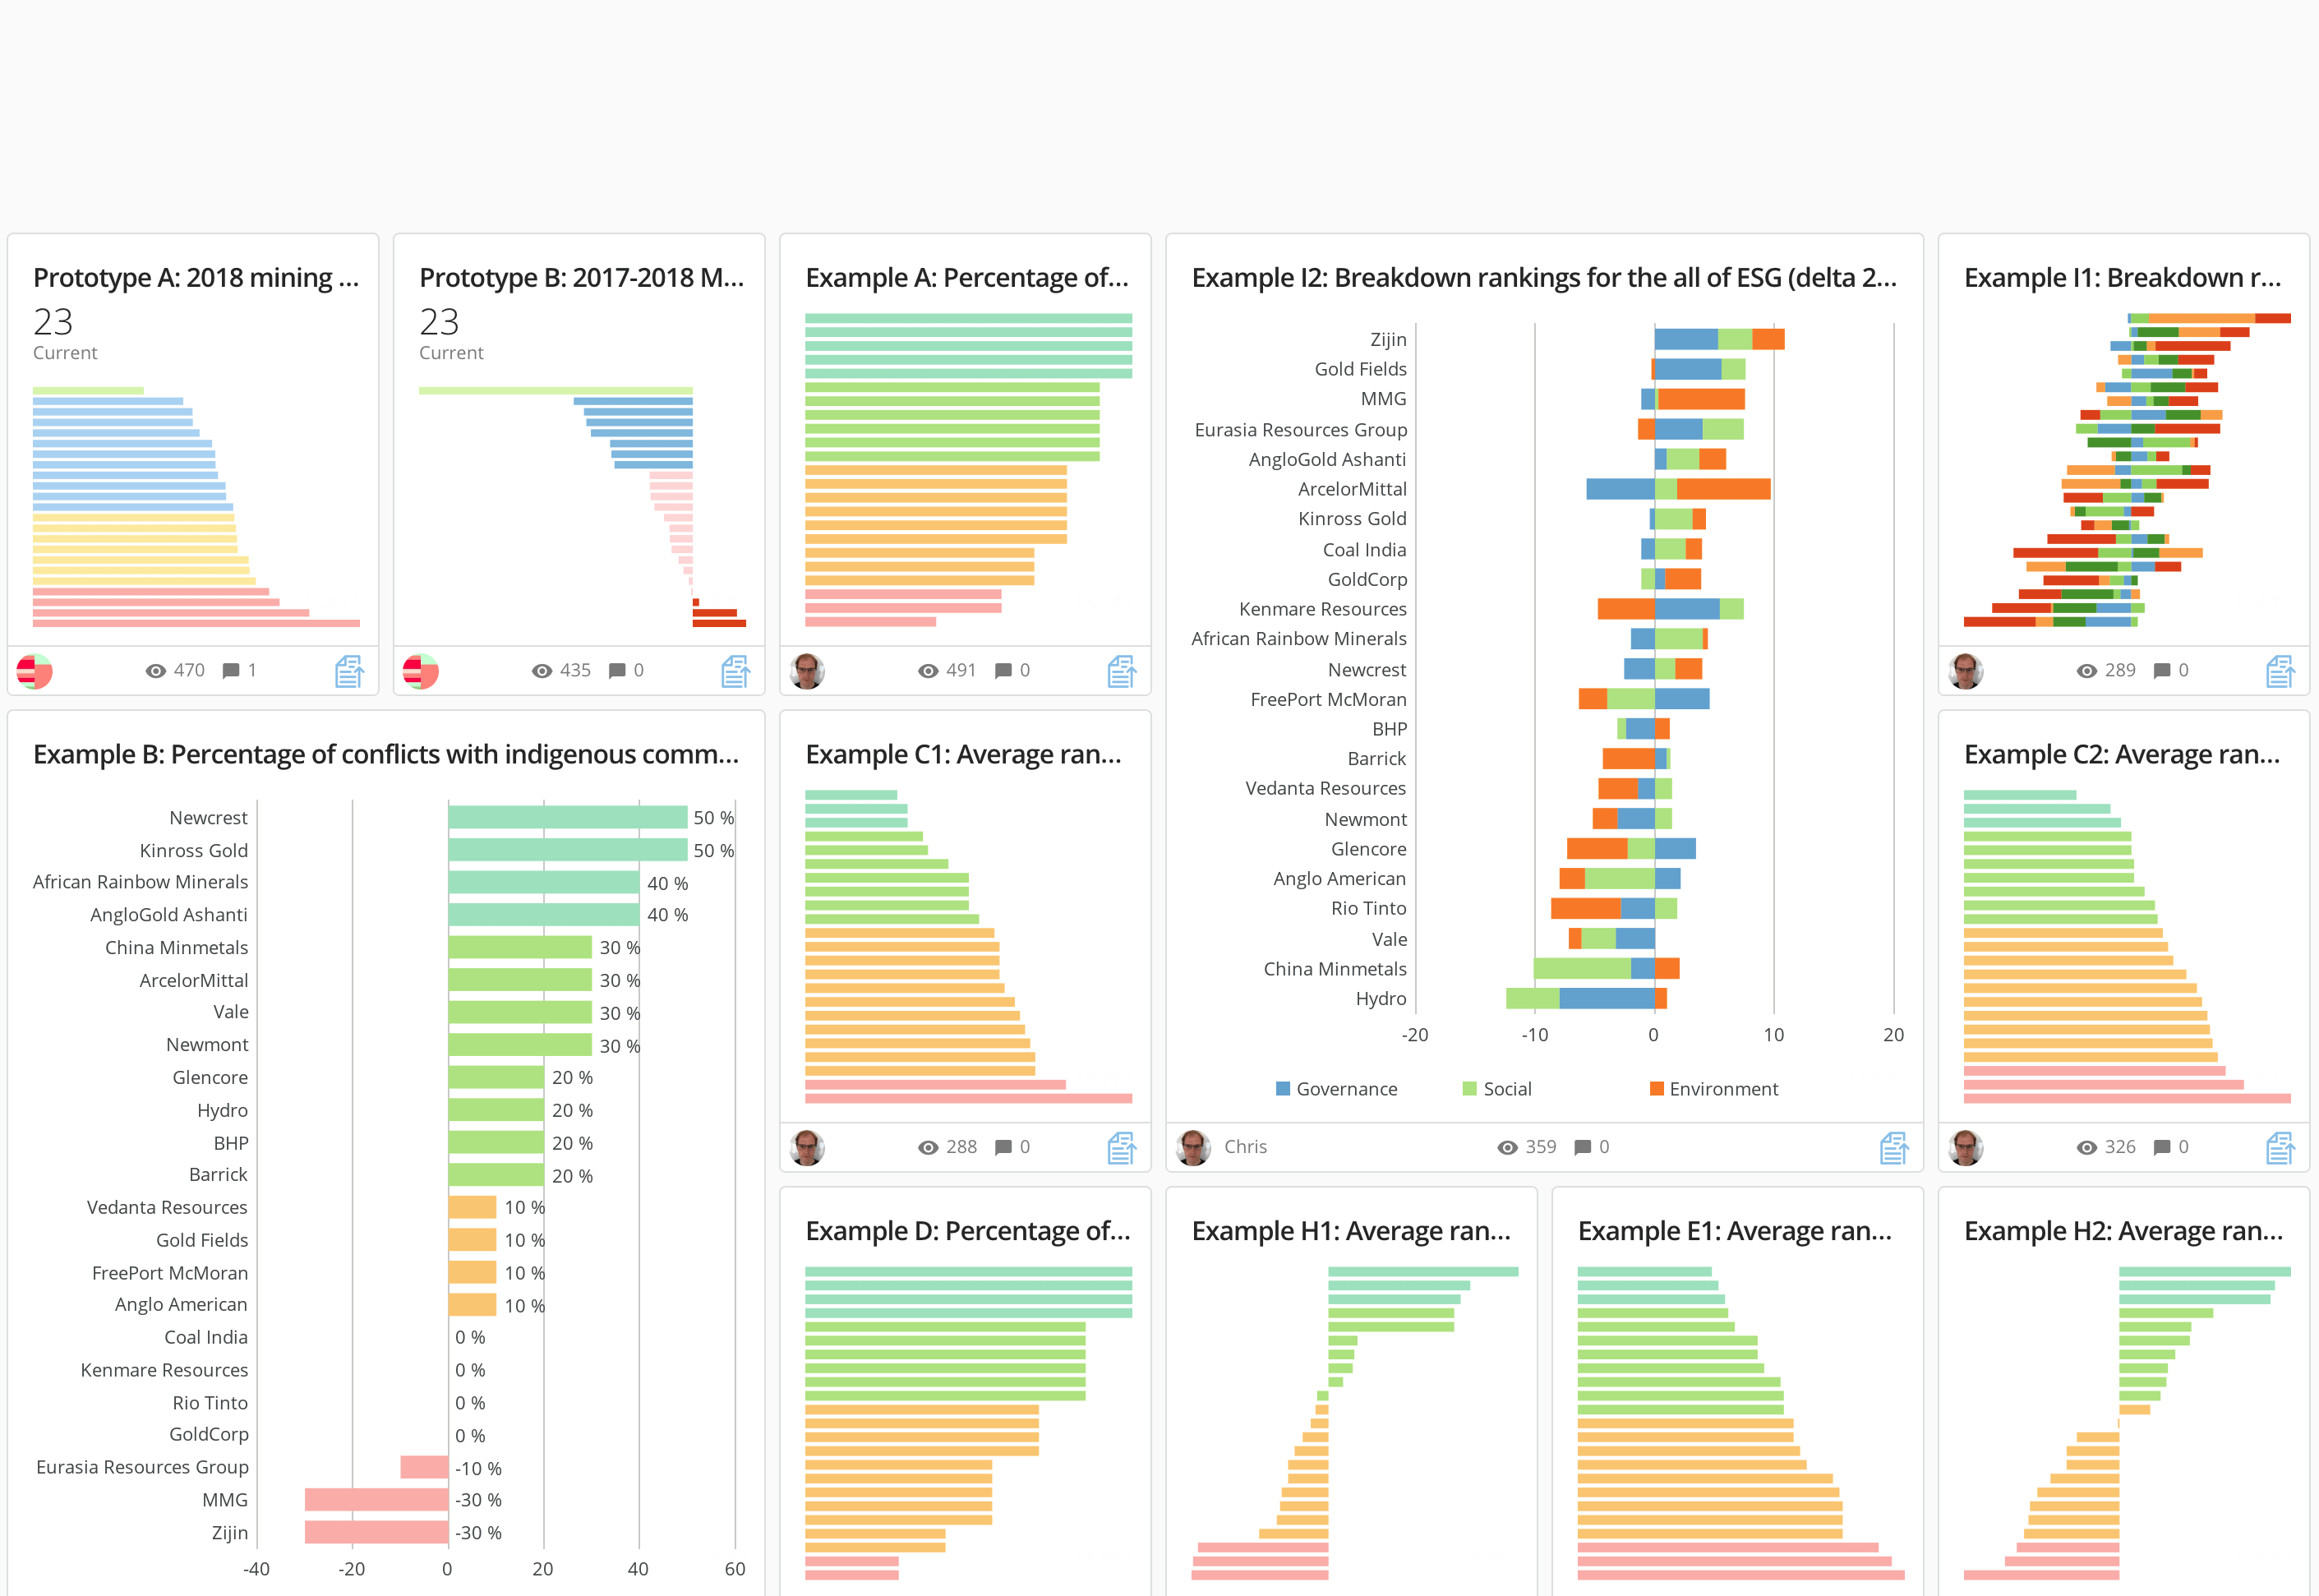 Prototype A: 2018 mining ...
23
Current
470 1
Prototype B: 2017-2018 M...
23
Current
435 0
Example A: Percentage of...
491 0
Example I2: Breakdown rankings for the all of ESG (delta 2...
Zijin
Gold Fields
MMG
Eurasia Resources Group
AngloGold Ashanti
ArcelorMittal
Kinross Gold
Coal India
GoldCorp
Kenmare Resources
African Rainbow Minerals
Newcrest
FreePort McMoran
BHP
Barrick
Vedanta Resources
Newmont
Glencore
Anglo American
Rio Tinto
Vale
China Minmetals
Hydro
-20 -10 0 10 20
Governance Social Environment
Chris 359 0
Example I1: Breakdown r...
289 0
Example B: Percentage of conflicts with indigenous comm...
Newcrest 50 %
Kinross Gold 50 %
African Rainbow Minerals 40 %
AngloGold Ashanti 40 %
China Minmetals 30 %
ArcelorMittal 30 %
Vale 30 %
Newmont 30 %
Glencore 20 %
Hydro 20 %
BHP 20 %
Barrick 20 %
Vedanta Resources 10 %
Gold Fields 10 %
FreePort McMoran 10 %
Anglo American 10 %
Coal India 0 %
Kenmare Resources 0 %
Rio Tinto 0 %
GoldCorp 0 %
Eurasia Resources Group -10 %
MMG -30 %
Zijin -30 %
-40 -20 0 20 40 60
Example C1: Average ran...
288 0
Example C2: Average ran...
326 0
Example D: Percentage of...
Example H1: Average ran...
Example E1: Average ran...
Example H2: Average ran...